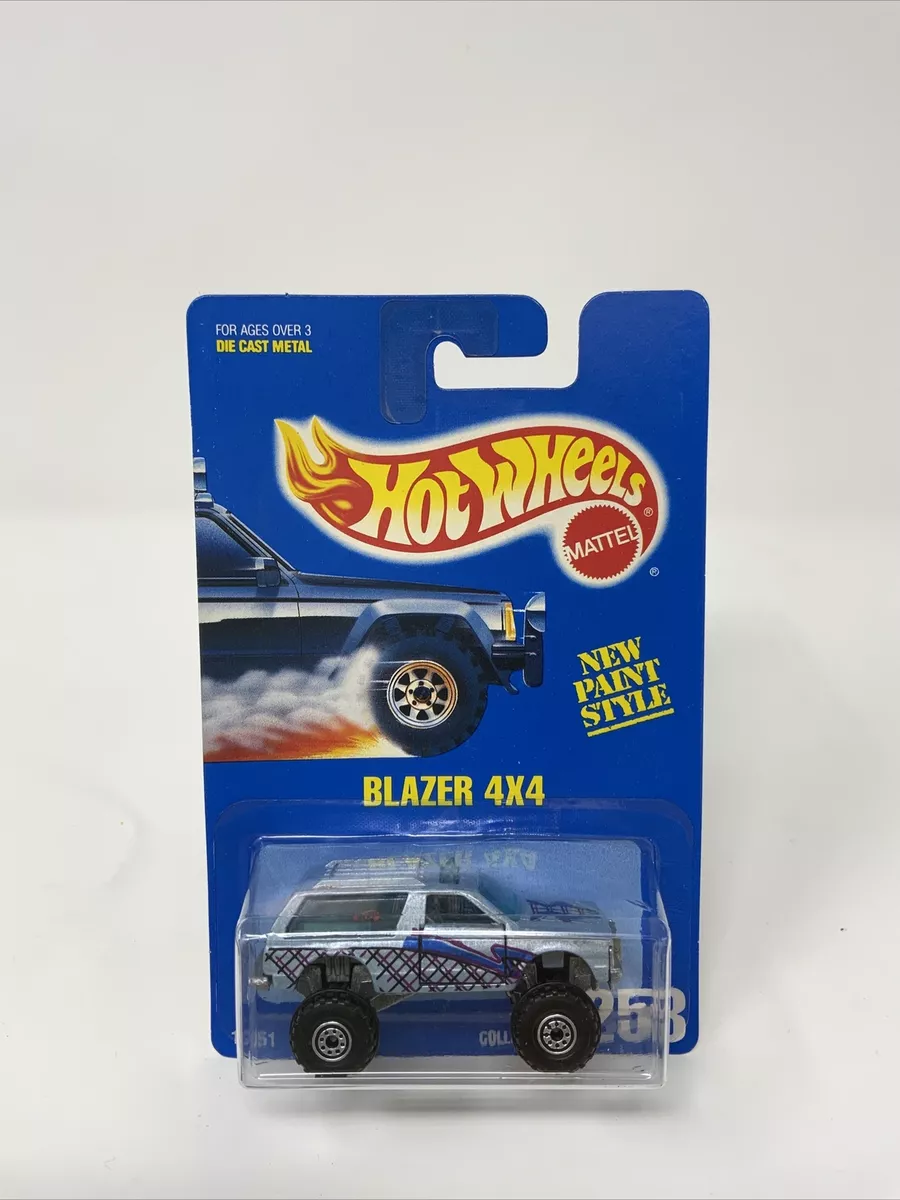 FOR AGES OVER 3
DIE CAST METAL
HOT WHEELS ®
MATTEL ®
NEW
PAINT
STYLE
BLAZER 4X4
258